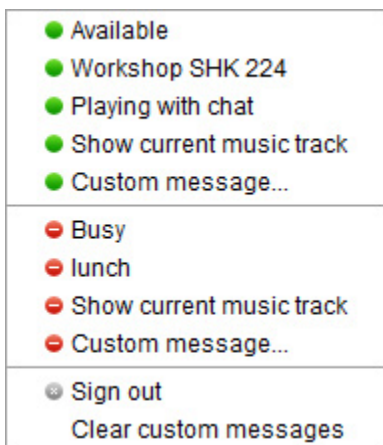 Available
Workshop SHK 224
Playing with chat
Show current music track
Custom message...
Busy
lunch
Show current music track
Custom message...
Sign out
Clear custom messages